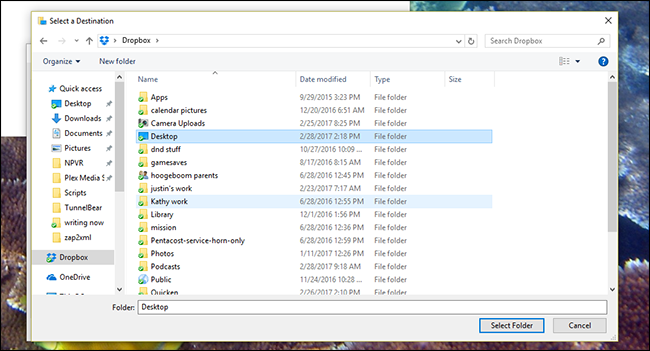 Select a Destination
Dropbox
Search Dropbox
Organize New folder
Name Date modified Type Size
Quick access
Desktop
Downloads
Documents
Pictures
NPVR
Plex Media S
Scripts
TunnelBear
writing now
zap2xml
Dropbox
OneDrive
Apps 9/29/2015 3:23 PM File folder
calendar pictures 12/20/2016 6:51 AM File folder
Camera Uploads 2/25/2017 8:25 PM File folder
Desktop 2/28/2017 2:18 PM File folder
dnd stuff 10/27/2016 10:09 ... File folder
gamesaves 8/17/2016 8:15 AM File folder
hoogeboom parents 6/28/2016 12:45 PM File folder
justin's work 2/23/2017 7:17 AM File folder
Kathy work 6/28/2016 12:55 PM File folder
Library 12/1/2016 1:56 PM File folder
mission 6/28/2016 12:36 PM File folder
Pentacost-service-horn-only 6/28/2016 12:59 PM File folder
Photos 1/11/2017 12:26 PM File folder
Podcasts 2/28/2017 9:18 AM File folder
Public 11/24/2016 10:28 ... File folder
Quicken 2/26/2017 2:10 PM File folder
Folder: Desktop
Select Folder Cancel